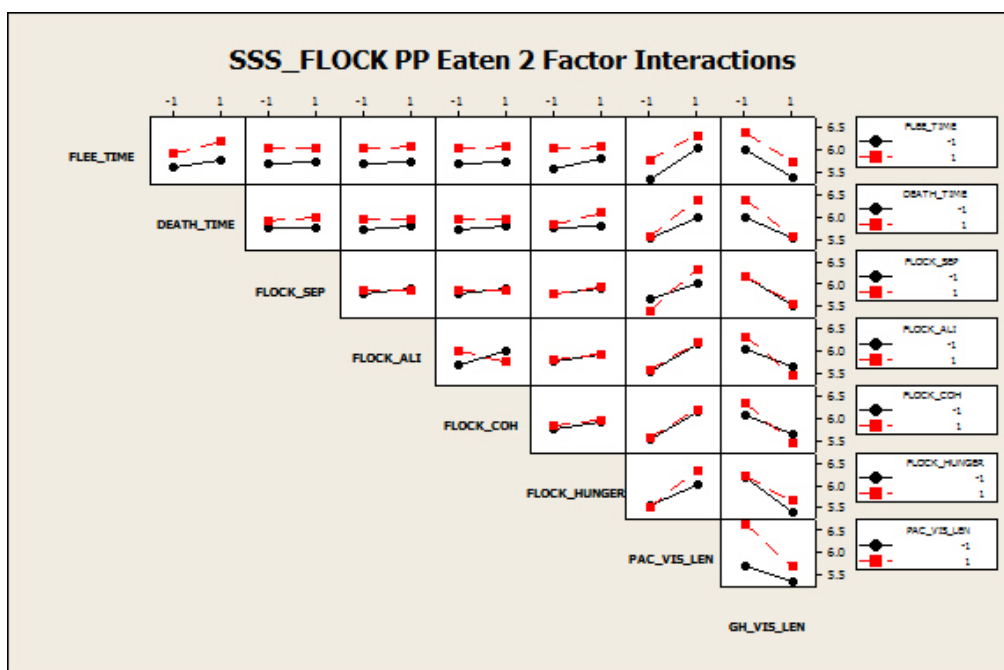 SSS_FLOCK PP Eaten 2 Factor Interactions
-1 1 -1 1 -1 1 -1 1 -1 1 -1 1 -1 1
FLEE_TIME
6.5
6.0
5.5
FLEE_TIME
-1
1
DEATH_TIME
6.5
6.0
5.5
DEATH_TIME
-1
1
FLOCK_SEP
6.5
6.0
5.5
FLOCK_SEP
-1
1
FLOCK_ALI
6.5
6.0
5.5
FLOCK_ALI
-1
1
FLOCK_COH
6.5
6.0
5.5
FLOCK_COH
-1
1
FLOCK_HUNGER
6.5
6.0
5.5
FLOCK_HUNGER
-1
1
PAC_VIS_LEN
6.5
6.0
5.5
PAC_VIS_LEN
-1
1
GH_VIS_LEN